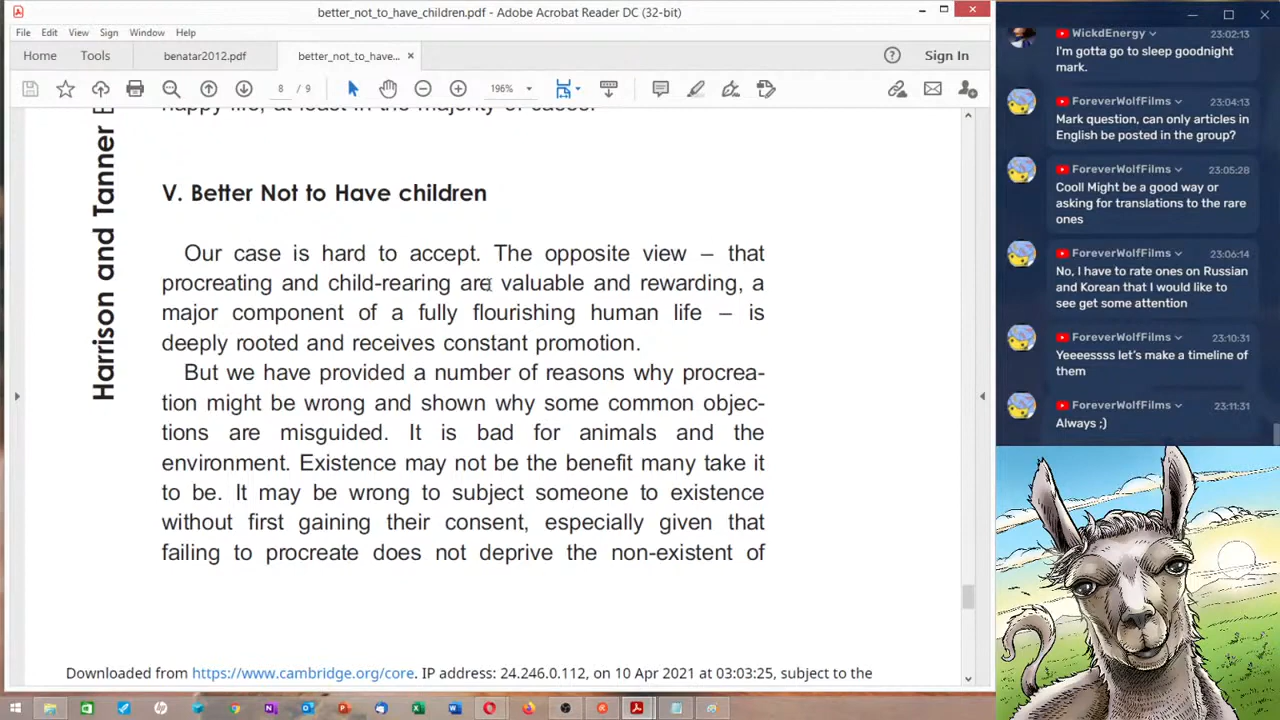 better_not_to_have_children.pdf - Adobe Acrobat Reader DC (32-bit)
File Edit View Sign Window Help
Home Tools benatar2012.pdf better_not_to_have... × Sign In
8 / 9 196%
happy life, at least in the majority of cases.
Harrison and Tanner
V. Better Not to Have children
Our case is hard to accept. The opposite view – that
procreating and child-rearing are valuable and rewarding, a
major component of a fully flourishing human life – is
deeply rooted and receives constant promotion.
But we have provided a number of reasons why procrea-
tion might be wrong and shown why some common objec-
tions are misguided. It is bad for animals and the
environment. Existence may not be the benefit many take it
to be. It may be wrong to subject someone to existence
without first gaining their consent, especially given that
failing to procreate does not deprive the non-existent of
Downloaded from https://www.cambridge.org/core. IP address: 24.246.0.112, on 10 Apr 2021 at 03:03:25, subject to the
WickdEnergy 23:02:13
I'm gotta go to sleep goodnight
mark.
ForeverWolfFilms 23:04:13
Mark question, can only articles in
English be posted in the group?
ForeverWolfFilms 23:05:28
Cooll Might be a good way or
asking for translations to the rare
ones
ForeverWolfFilms 23:06:14
No, I have to rate ones on Russian
and Korean that I would like to
see get some attention
ForeverWolfFilms 23:10:31
Yeeeessss let's make a timeline of
them
ForeverWolfFilms 23:11:31
Always ;)